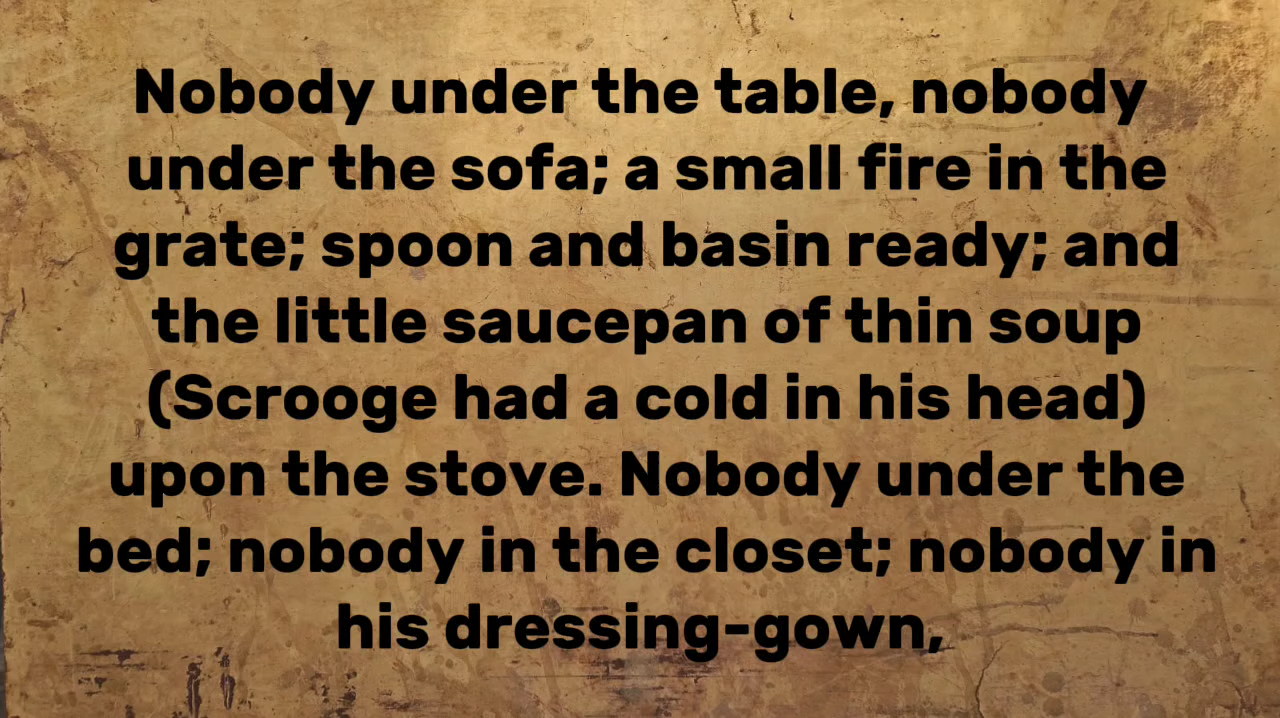 Nobody under the table, nobody
under the sofa; a small fire in the
grate; spoon and basin ready; and
the little saucepan of thin soup
(Scrooge had a cold in his head)
upon the stove. Nobody under the
bed; nobody in the closet; nobody in
his dressing-gown,